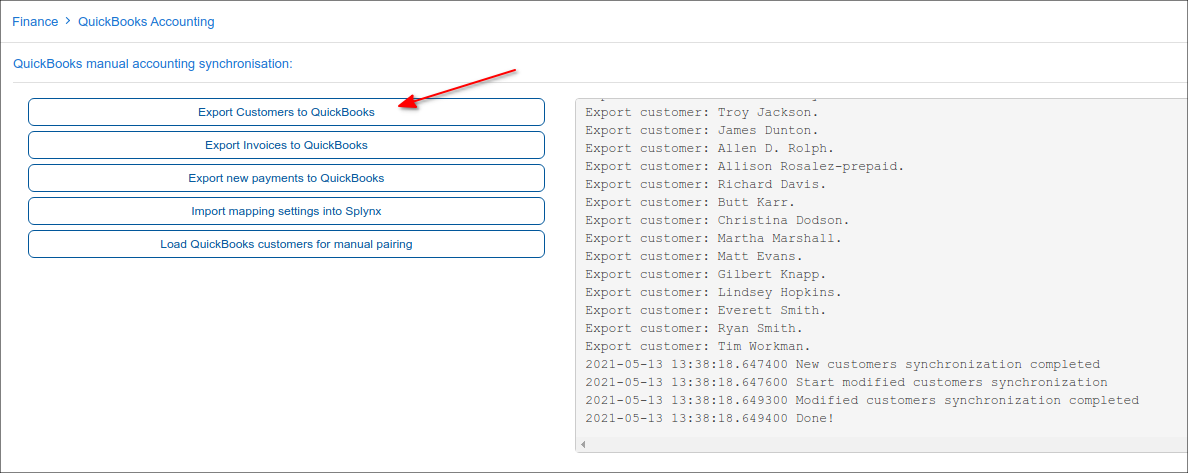 Finance > QuickBooks Accounting
QuickBooks manual accounting synchronisation:
Export Customers to QuickBooks
Export Invoices to QuickBooks
Export new payments to QuickBooks
Import mapping settings into Splynx
Load QuickBooks customers for manual pairing
Export customer: Troy Jackson.
Export customer: James Dunton.
Export customer: Allen D. Rolph.
Export customer: Allison Rosalez-prepaid.
Export customer: Richard Davis.
Export customer: Butt Karr.
Export customer: Christina Dodson.
Export customer: Martha Marshall.
Export customer: Matt Evans.
Export customer: Gilbert Knapp.
Export customer: Lindsey Hopkins.
Export customer: Everett Smith.
Export customer: Ryan Smith.
Export customer: Tim Workman.
2021-05-13 13:38:18.647400 New customers synchronization completed
2021-05-13 13:38:18.647600 Start modified customers synchronization
2021-05-13 13:38:18.649300 Modified customers synchronization completed
2021-05-13 13:38:18.649400 Done!